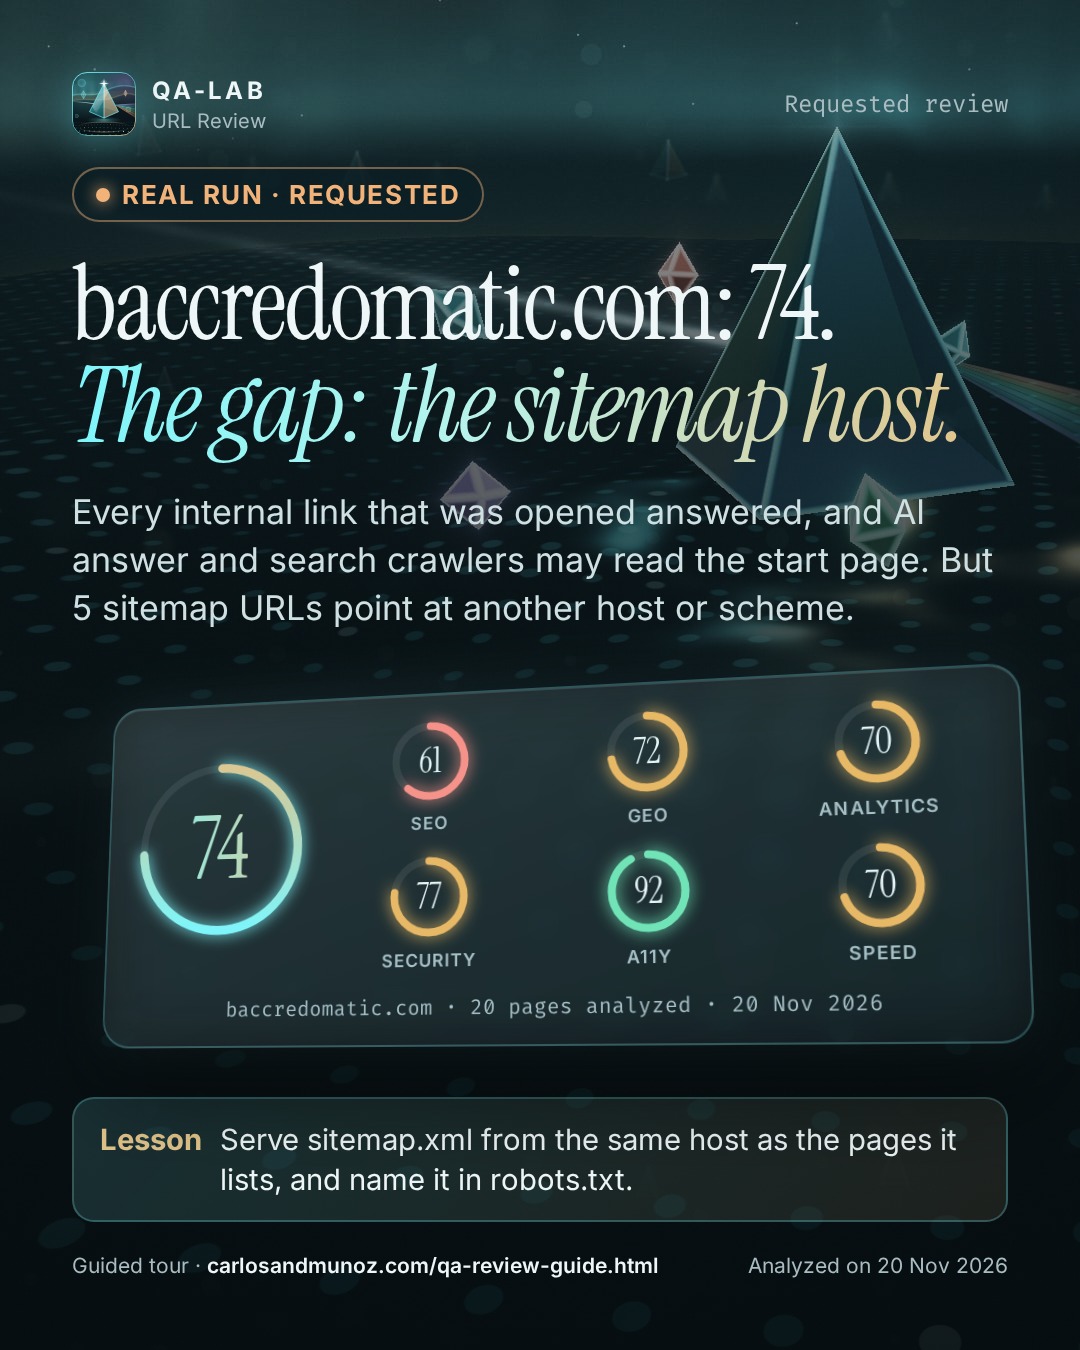 QA-LAB
URL Review
Requested review
REAL RUN · REQUESTED
baccredomatic.com: 74.
The gap: the sitemap host.
Every internal link that was opened answered, and AI
answer and search crawlers may read the start page. But
5 sitemap URLs point at another host or scheme.
74
61
SEO
72
GEO
70
ANALYTICS
77
SECURITY
92
A11Y
70
SPEED
baccredomatic.com · 20 pages analyzed · 20 Nov 2026
Lesson Serve sitemap.xml from the same host as the pages it
lists, and name it in robots.txt.
Guided tour · carlosandmunoz.com/qa-review-guide.html
Analyzed on 20 Nov 2026